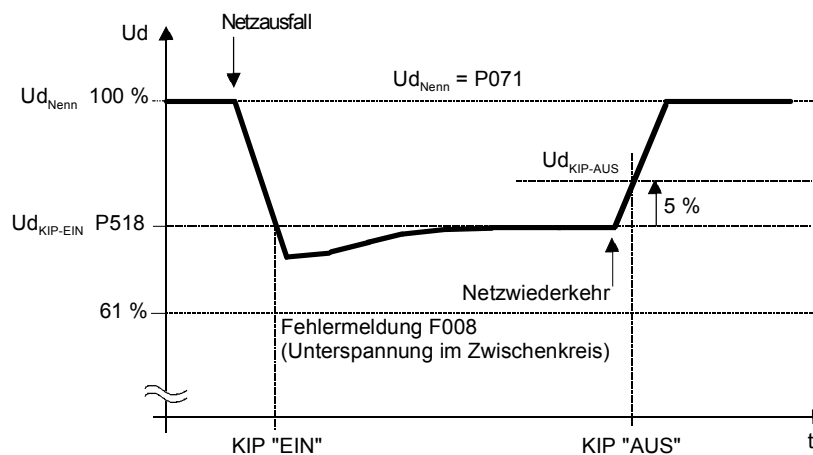 Netzausfall
Ud
Ud_Nenn = P071
Ud_Nenn 100 %
Ud_KIP-AUS
5 %
Ud_KIP-EIN P518
Netzwiederkehr
61 %
Fehlermeldung F008
(Unterspannung im Zwischenkreis)
KIP "EIN"
KIP "AUS"
t